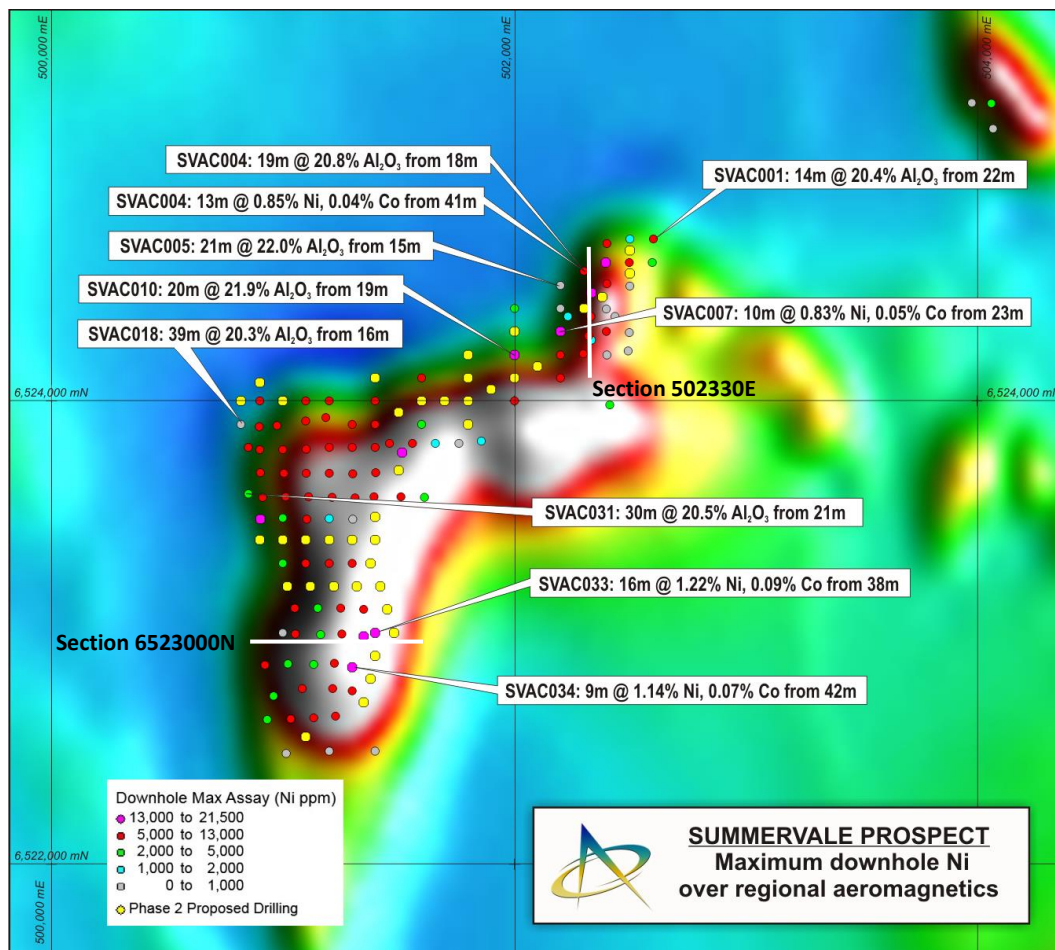 500,000 mE
502,000 mE
504,000 mE
SVAC004: 19m @ 20.8% Al₂O₃ from 18m
SVAC001: 14m @ 20.4% Al₂O₃ from 22m
SVAC004: 13m @ 0.85% Ni, 0.04% Co from 41m
SVAC005: 21m @ 22.0% Al₂O₃ from 15m
SVAC010: 20m @ 21.9% Al₂O₃ from 19m
SVAC007: 10m @ 0.83% Ni, 0.05% Co from 23m
SVAC018: 39m @ 20.3% Al₂O₃ from 16m
Section 502330E
6,524,000 mN
6,524,000 mN
SVAC031: 30m @ 20.5% Al₂O₃ from 21m
SVAC033: 16m @ 1.22% Ni, 0.09% Co from 38m
Section 6523000N
SVAC034: 9m @ 1.14% Ni, 0.07% Co from 42m
Downhole Max Assay (Ni ppm)
13,000 to 21,500
5,000 to 13,000
2,000 to 5,000
1,000 to 2,000
0 to 1,000
Phase 2 Proposed Drilling
SUMMERVALE PROSPECT
Maximum downhole Ni
over regional aeromagnetics
6,522,000 mN
500,000 mE